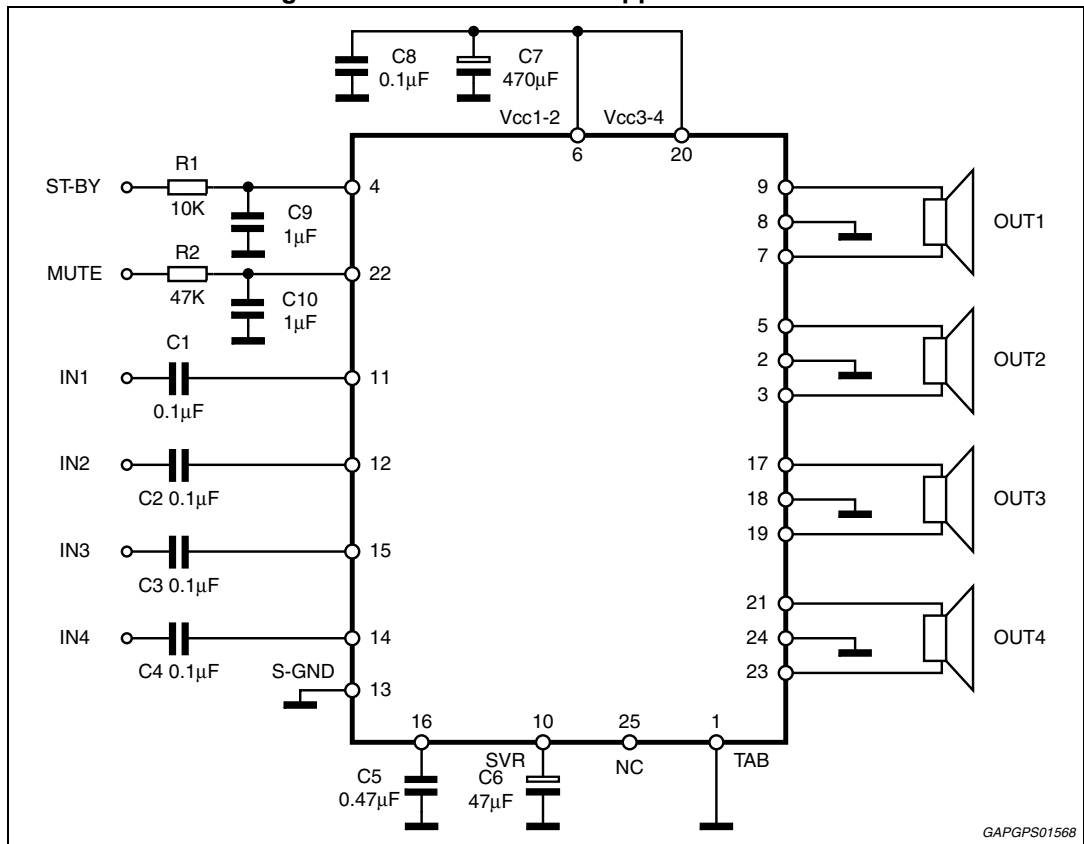 C8
0.1µF
C7
470µF
Vcc1-2
Vcc3-4
6
20
ST-BY
R1
10K
4
C9
1µF
MUTE
R2
47K
22
C10
1µF
IN1
C1
0.1µF
11
IN2
C2 0.1µF
12
IN3
C3 0.1µF
15
IN4
C4 0.1µF
14
S-GND
13
9
8
7
OUT1
5
2
3
OUT2
17
18
19
OUT3
21
24
23
OUT4
16
10
25
1
SVR
NC
TAB
C5
0.47µF
C6
47µF
GAPGPS01568